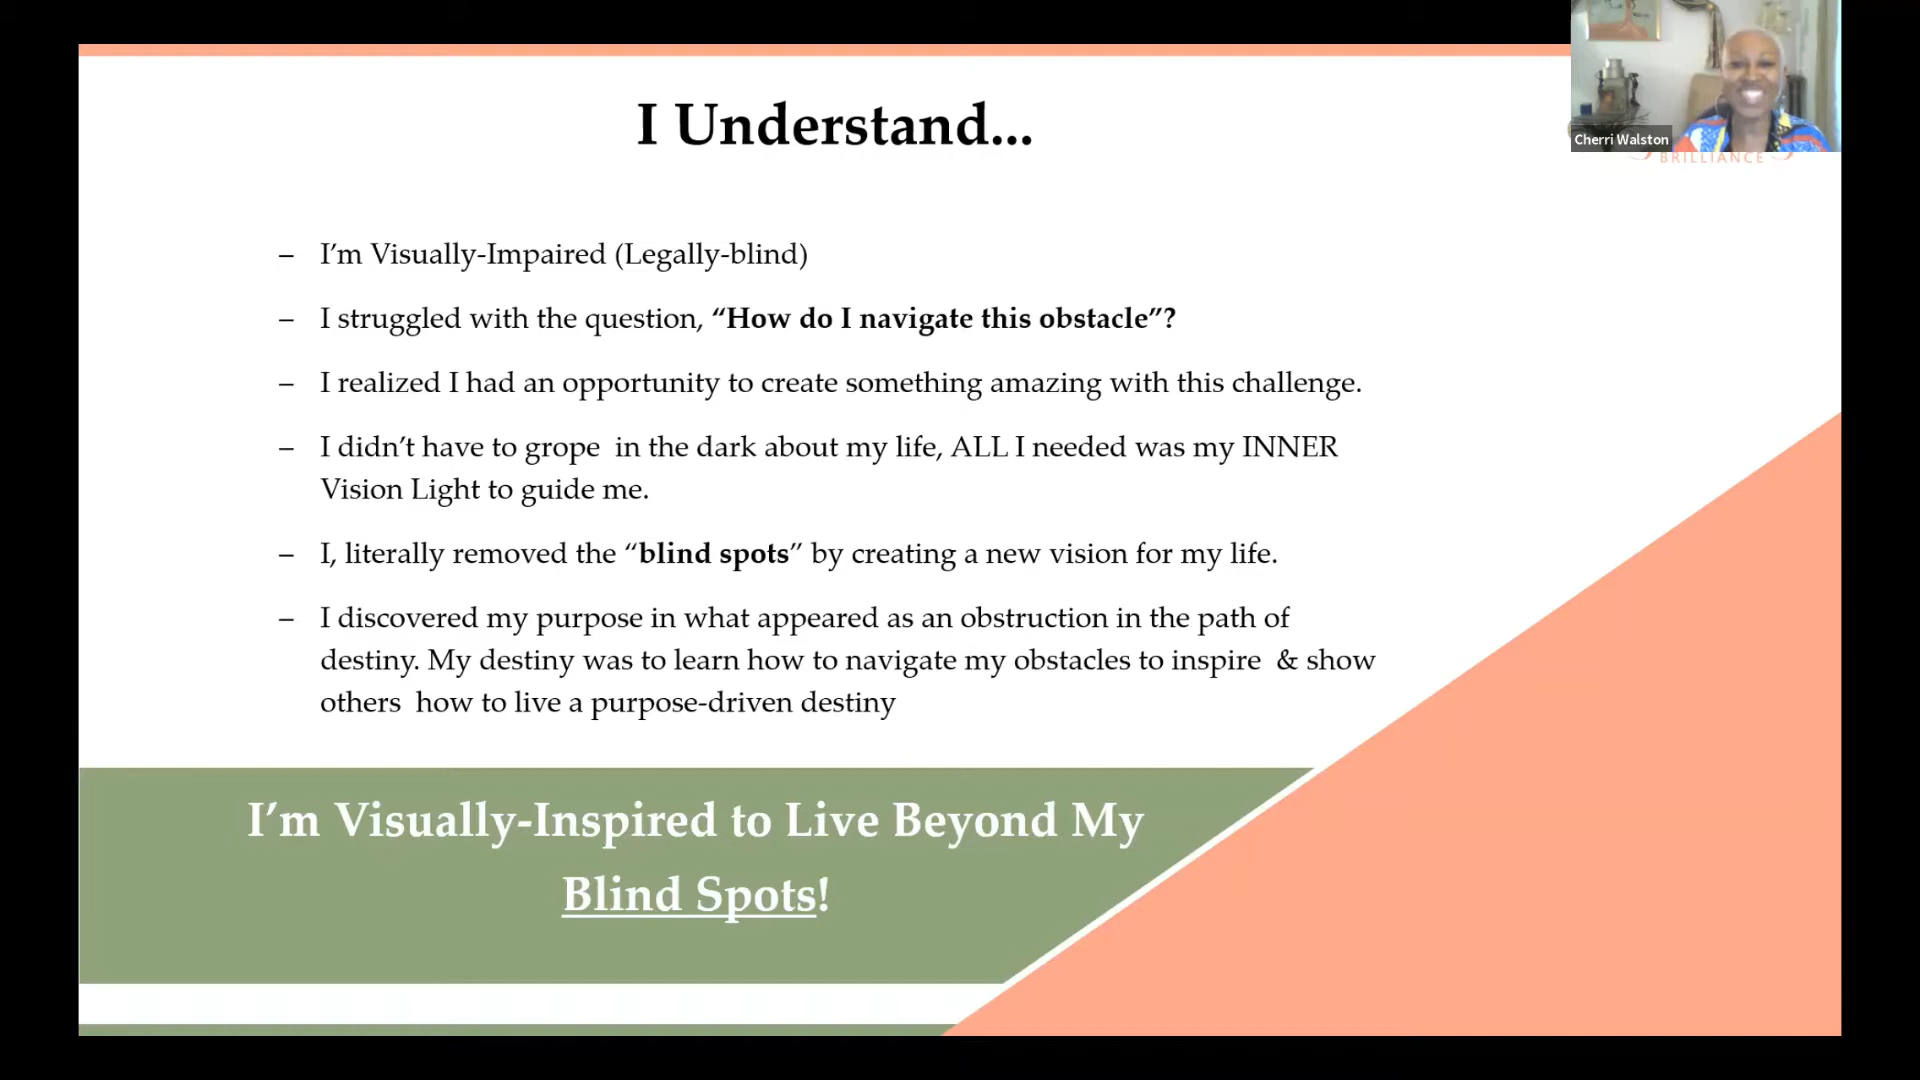 Cherri Walston
BRILLIANCE
I Understand...
– I’m Visually-Impaired (Legally-blind)
– I struggled with the question, “How do I navigate this obstacle”?
– I realized I had an opportunity to create something amazing with this challenge.
– I didn’t have to grope  in the dark about my life, ALL I needed was my INNER
Vision Light to guide me.
– I, literally removed the “blind spots” by creating a new vision for my life.
– I discovered my purpose in what appeared as an obstruction in the path of
destiny. My destiny was to learn how to navigate my obstacles to inspire  & show
others  how to live a purpose-driven destiny
I’m Visually-Inspired to Live Beyond My
Blind Spots!